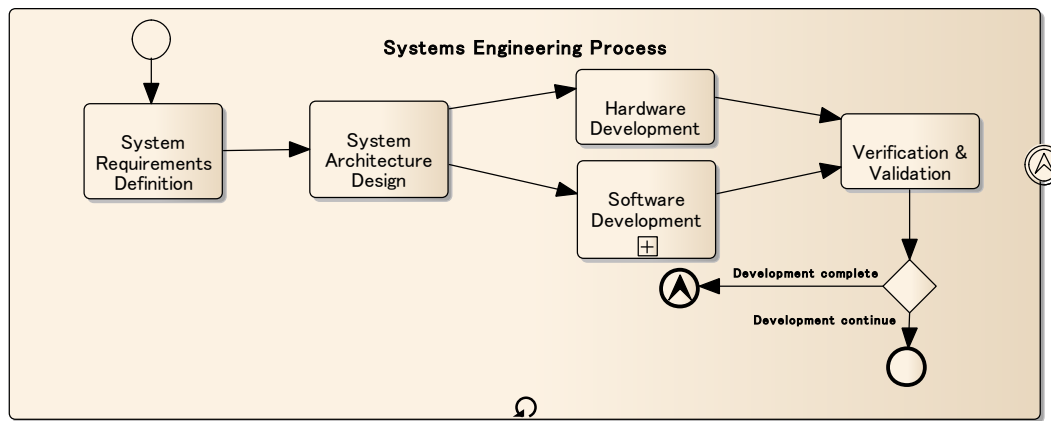 Systems Engineering Process
System
Requirements
Definition
System
Architecture
Design
Hardware
Development
Software
Development
Verification &
Validation
Development complete
Development continue